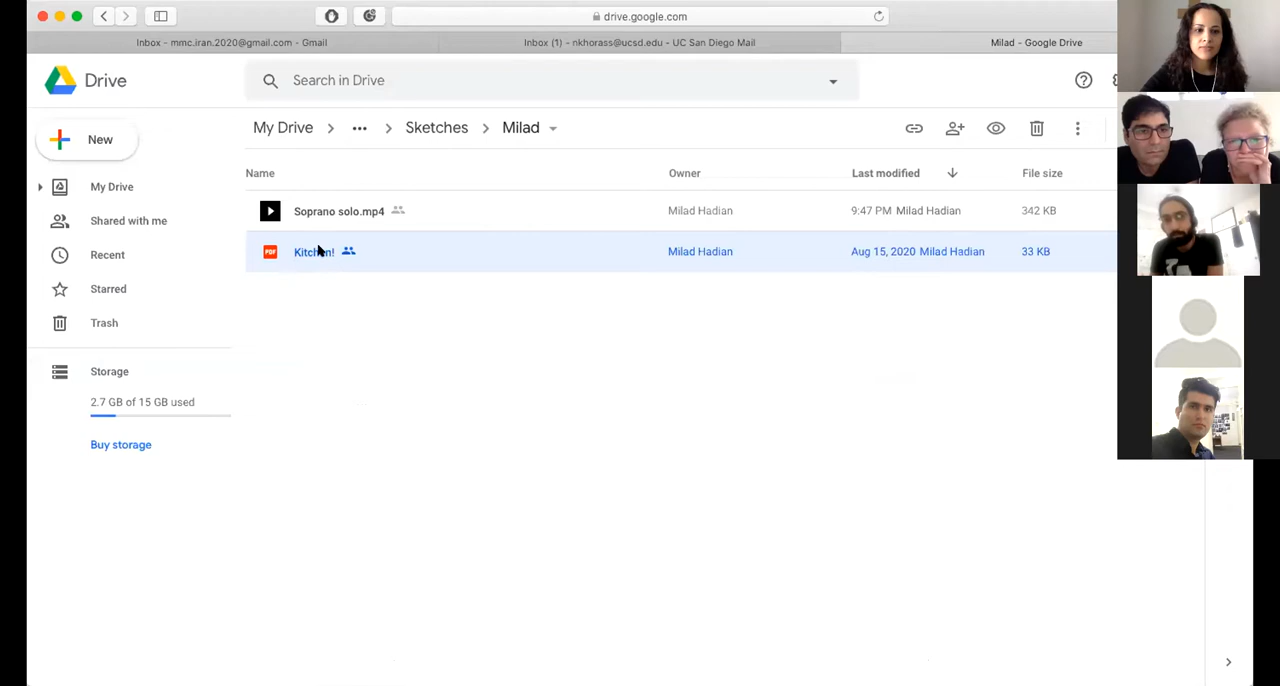 drive.google.com
Inbox - mmc.iran.2020@gmail.com - Gmail
Inbox (1) - nkhorass@ucsd.edu - UC San Diego Mail
Milad - Google Drive
Drive
Search in Drive
New
My Drive
Sketches
Milad
Name
Owner
Last modified
File size
Soprano solo.mp4
Milad Hadian
9:47 PM Milad Hadian
342 KB
PDF
Kitchen!
Milad Hadian
Aug 15, 2020 Milad Hadian
33 KB
My Drive
Shared with me
Recent
Starred
Trash
Storage
2.7 GB of 15 GB used
Buy storage